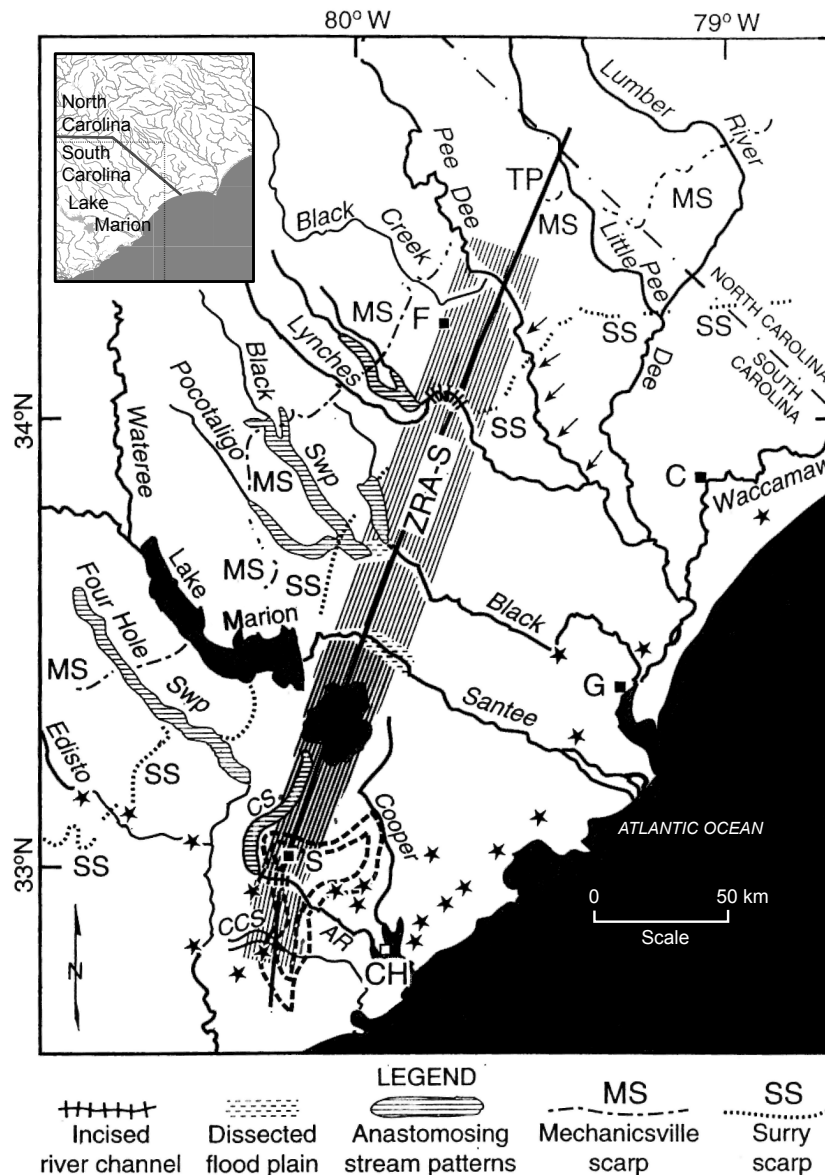 80° W
79° W
North
Carolina
South
Carolina
Lake
Marion
Lumber
River
Pee
Dee
TP
MS
MS
Black
Creek
Little
Pee
Dee
NORTH CAROLINA
SOUTH
CAROLINA
F
MS
SS
SS
Lynches
Black
Swp
Pocotaligo
34°N
Wateree
SS
ZRA-S
MS
C
Waccamaw
MS
SS
Lake
Marion
Four
Hole
Swp
Black
MS
Santee
G
Edisto
SS
CS
Cooper
ATLANTIC OCEAN
33°N
SS
S
0
50 km
Scale
CCS
AR
N
CH
LEGEND
Incised
river channel
Dissected
flood plain
Anastomosing
stream patterns
MS
Mechanicsville
scarp
SS
Surry
scarp